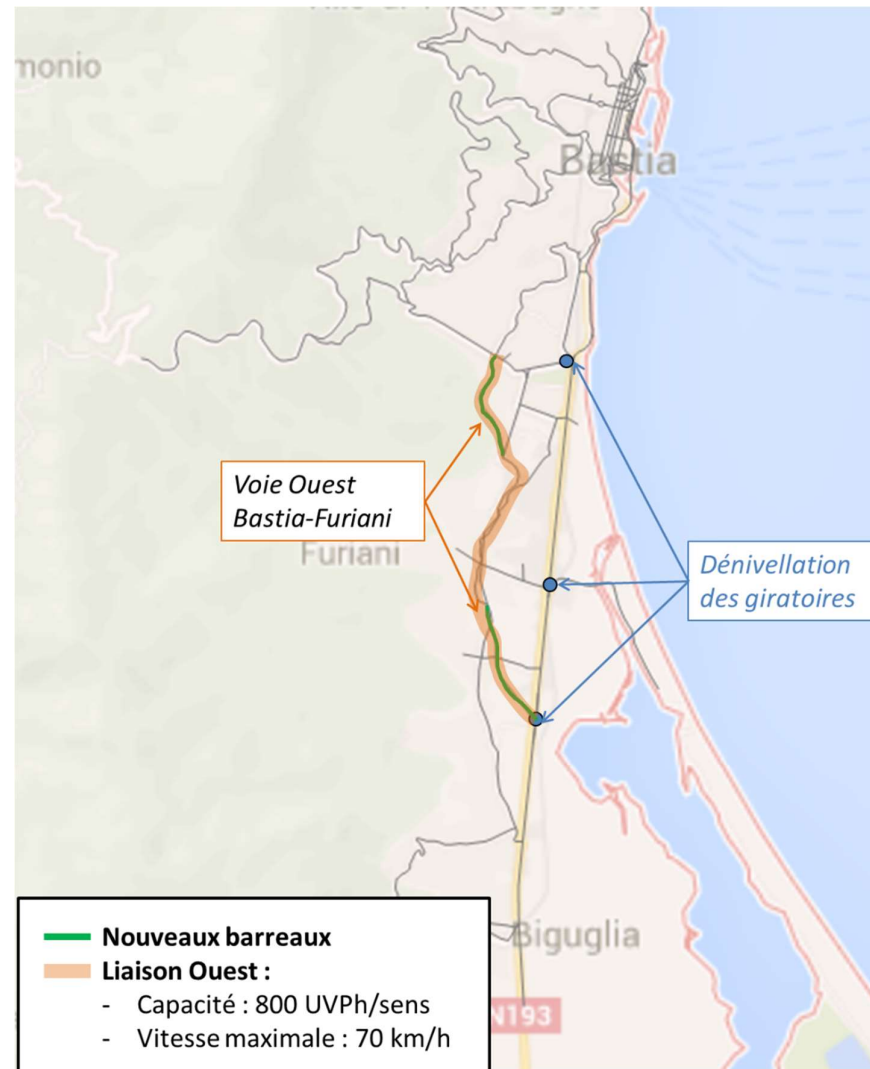 monio
Bastia
Voie Ouest
Bastia-Furiani
Furiani
Dénivellation
des giratoires
Biguglia
N193
Nouveaux barreaux
Liaison Ouest :
- Capacité : 800 UVPh/sens
- Vitesse maximale : 70 km/h